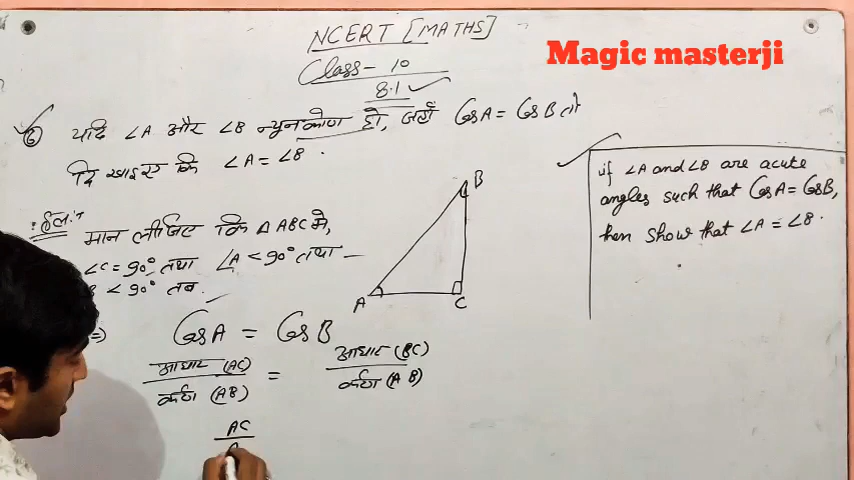 NCERT [MATHS]
Magic masterji
Class - 10
8.1
6 यदि ∠A और ∠B न्यूनकोण हो, जहाँ CosA = CosB तो
दिखाइए कि ∠A = ∠B .
if ∠A and ∠B are acute
angles such that CosA = CosB,
then show that ∠A = ∠B .
हल:→
मान लीजिए कि Δ ABC में,
∠C = 90°, तथा ∠A < 90° तथा
B < 90° तब
B
A
C
⇒ CosA = CosB
आधार (AC) = आधार (BC)
कर्ण (AB) कर्ण (AB)
AC